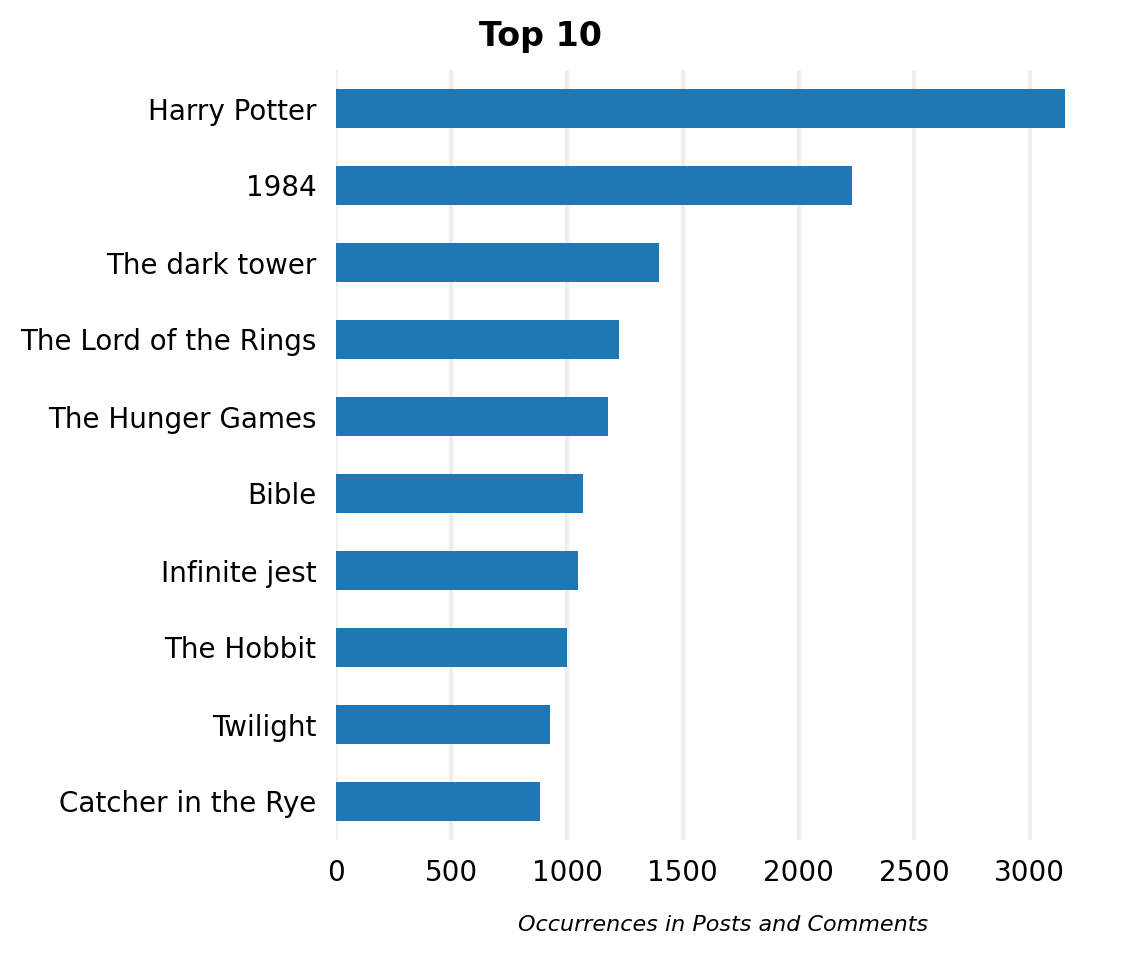 Top 10
Harry Potter
1984
The dark tower
The Lord of the Rings
The Hunger Games
Bible
Infinite jest
The Hobbit
Twilight
Catcher in the Rye
0 500 1000 1500 2000 2500 3000
Occurrences in Posts and Comments